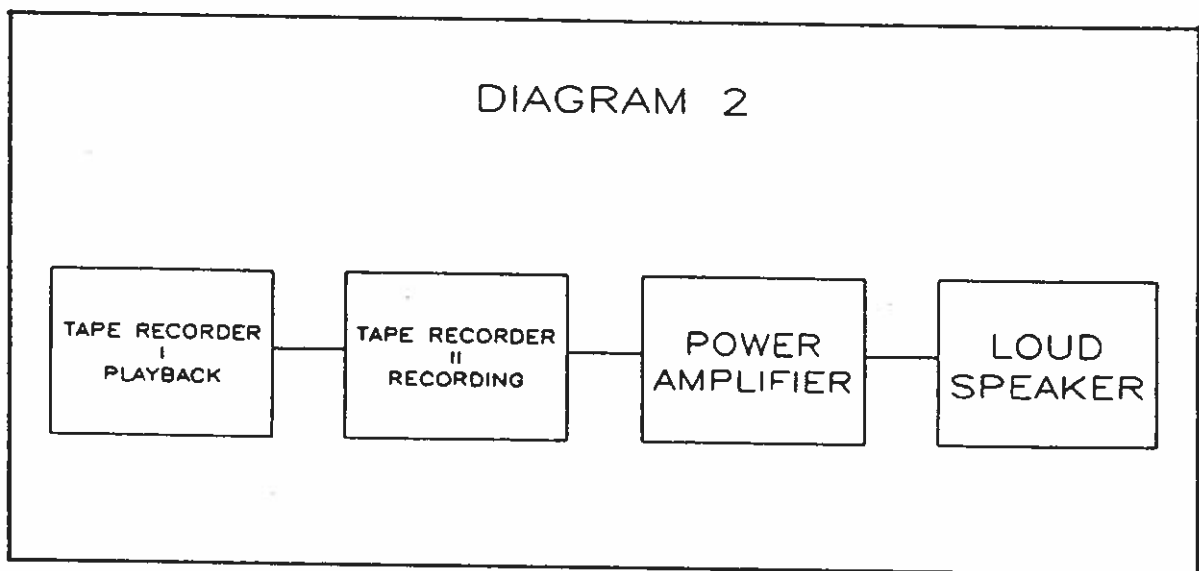 DIAGRAM 2
TAPE RECORDER
I
PLAYBACK
TAPE RECORDER
II
RECORDING
POWER
AMPLIFIER
LOUD
SPEAKER